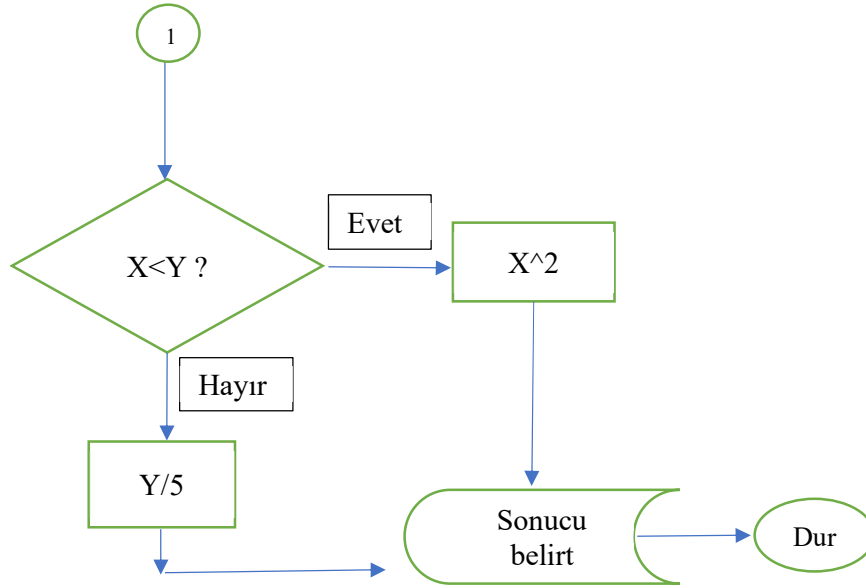 1
X<Y ?
Evet
X^2
Hayır
Y/5
Sonucu
belirt
Dur